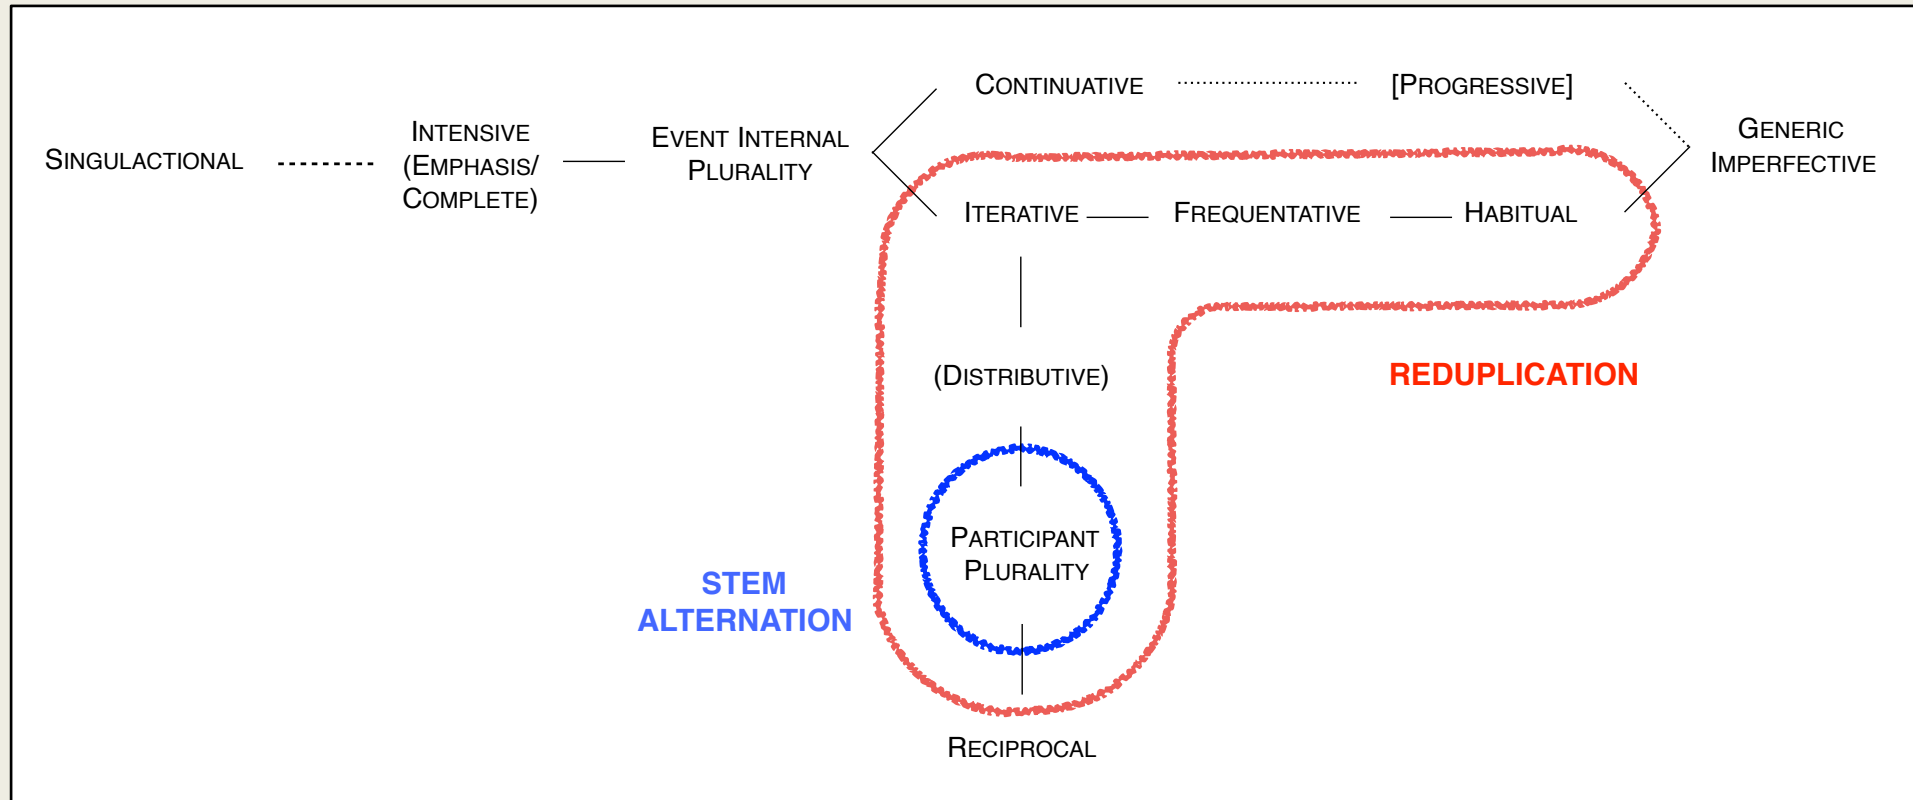 CONTINUATIVE
[PROGRESSIVE]
SINGULACTIONAL
INTENSIVE
(EMPHASIS/
COMPLETE)
EVENT INTERNAL
PLURALITY
GENERIC
IMPERFECTIVE
ITERATIVE
FREQUENTATIVE
HABITUAL
(DISTRIBUTIVE)
REDUPLICATION
PARTICIPANT
PLURALITY
STEM
ALTERNATION
RECIPROCAL